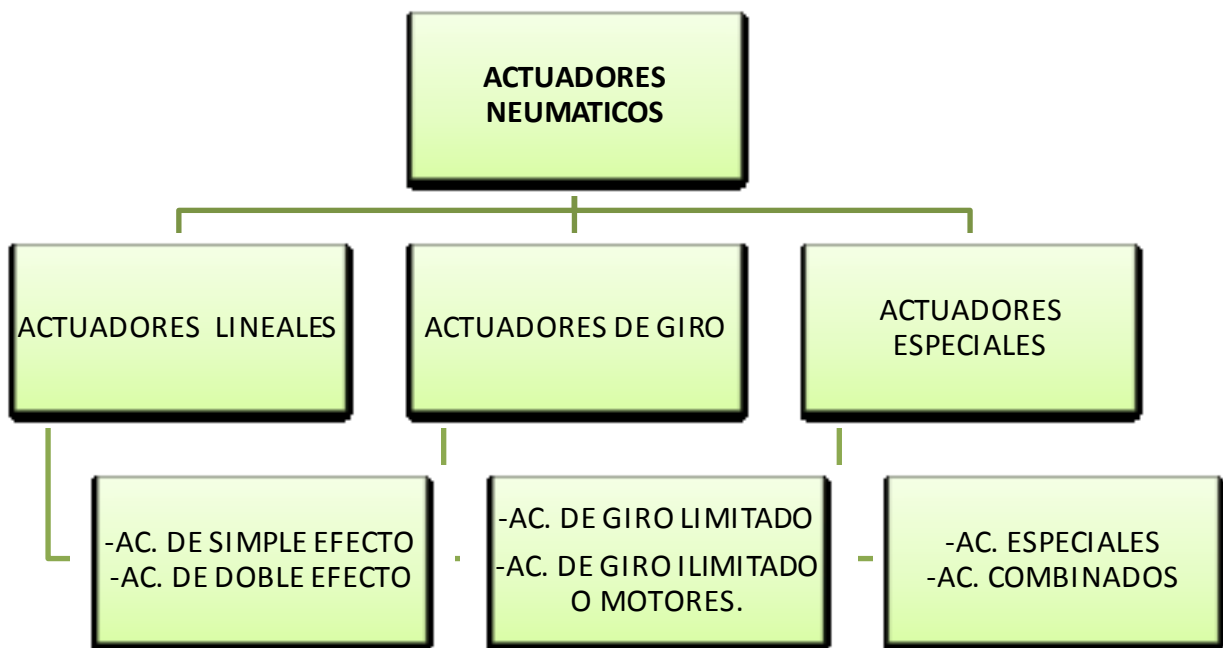 ACTUADORES
NEUMATICOS
ACTUADORES LINEALES
ACTUADORES DE GIRO
ACTUADORES
ESPECIALES
-AC. DE SIMPLE EFECTO
-AC. DE DOBLE EFECTO
-AC. DE GIRO LIMITADO
-AC. DE GIRO ILIMITADO
O MOTORES.
-AC. ESPECIALES
-AC. COMBINADOS